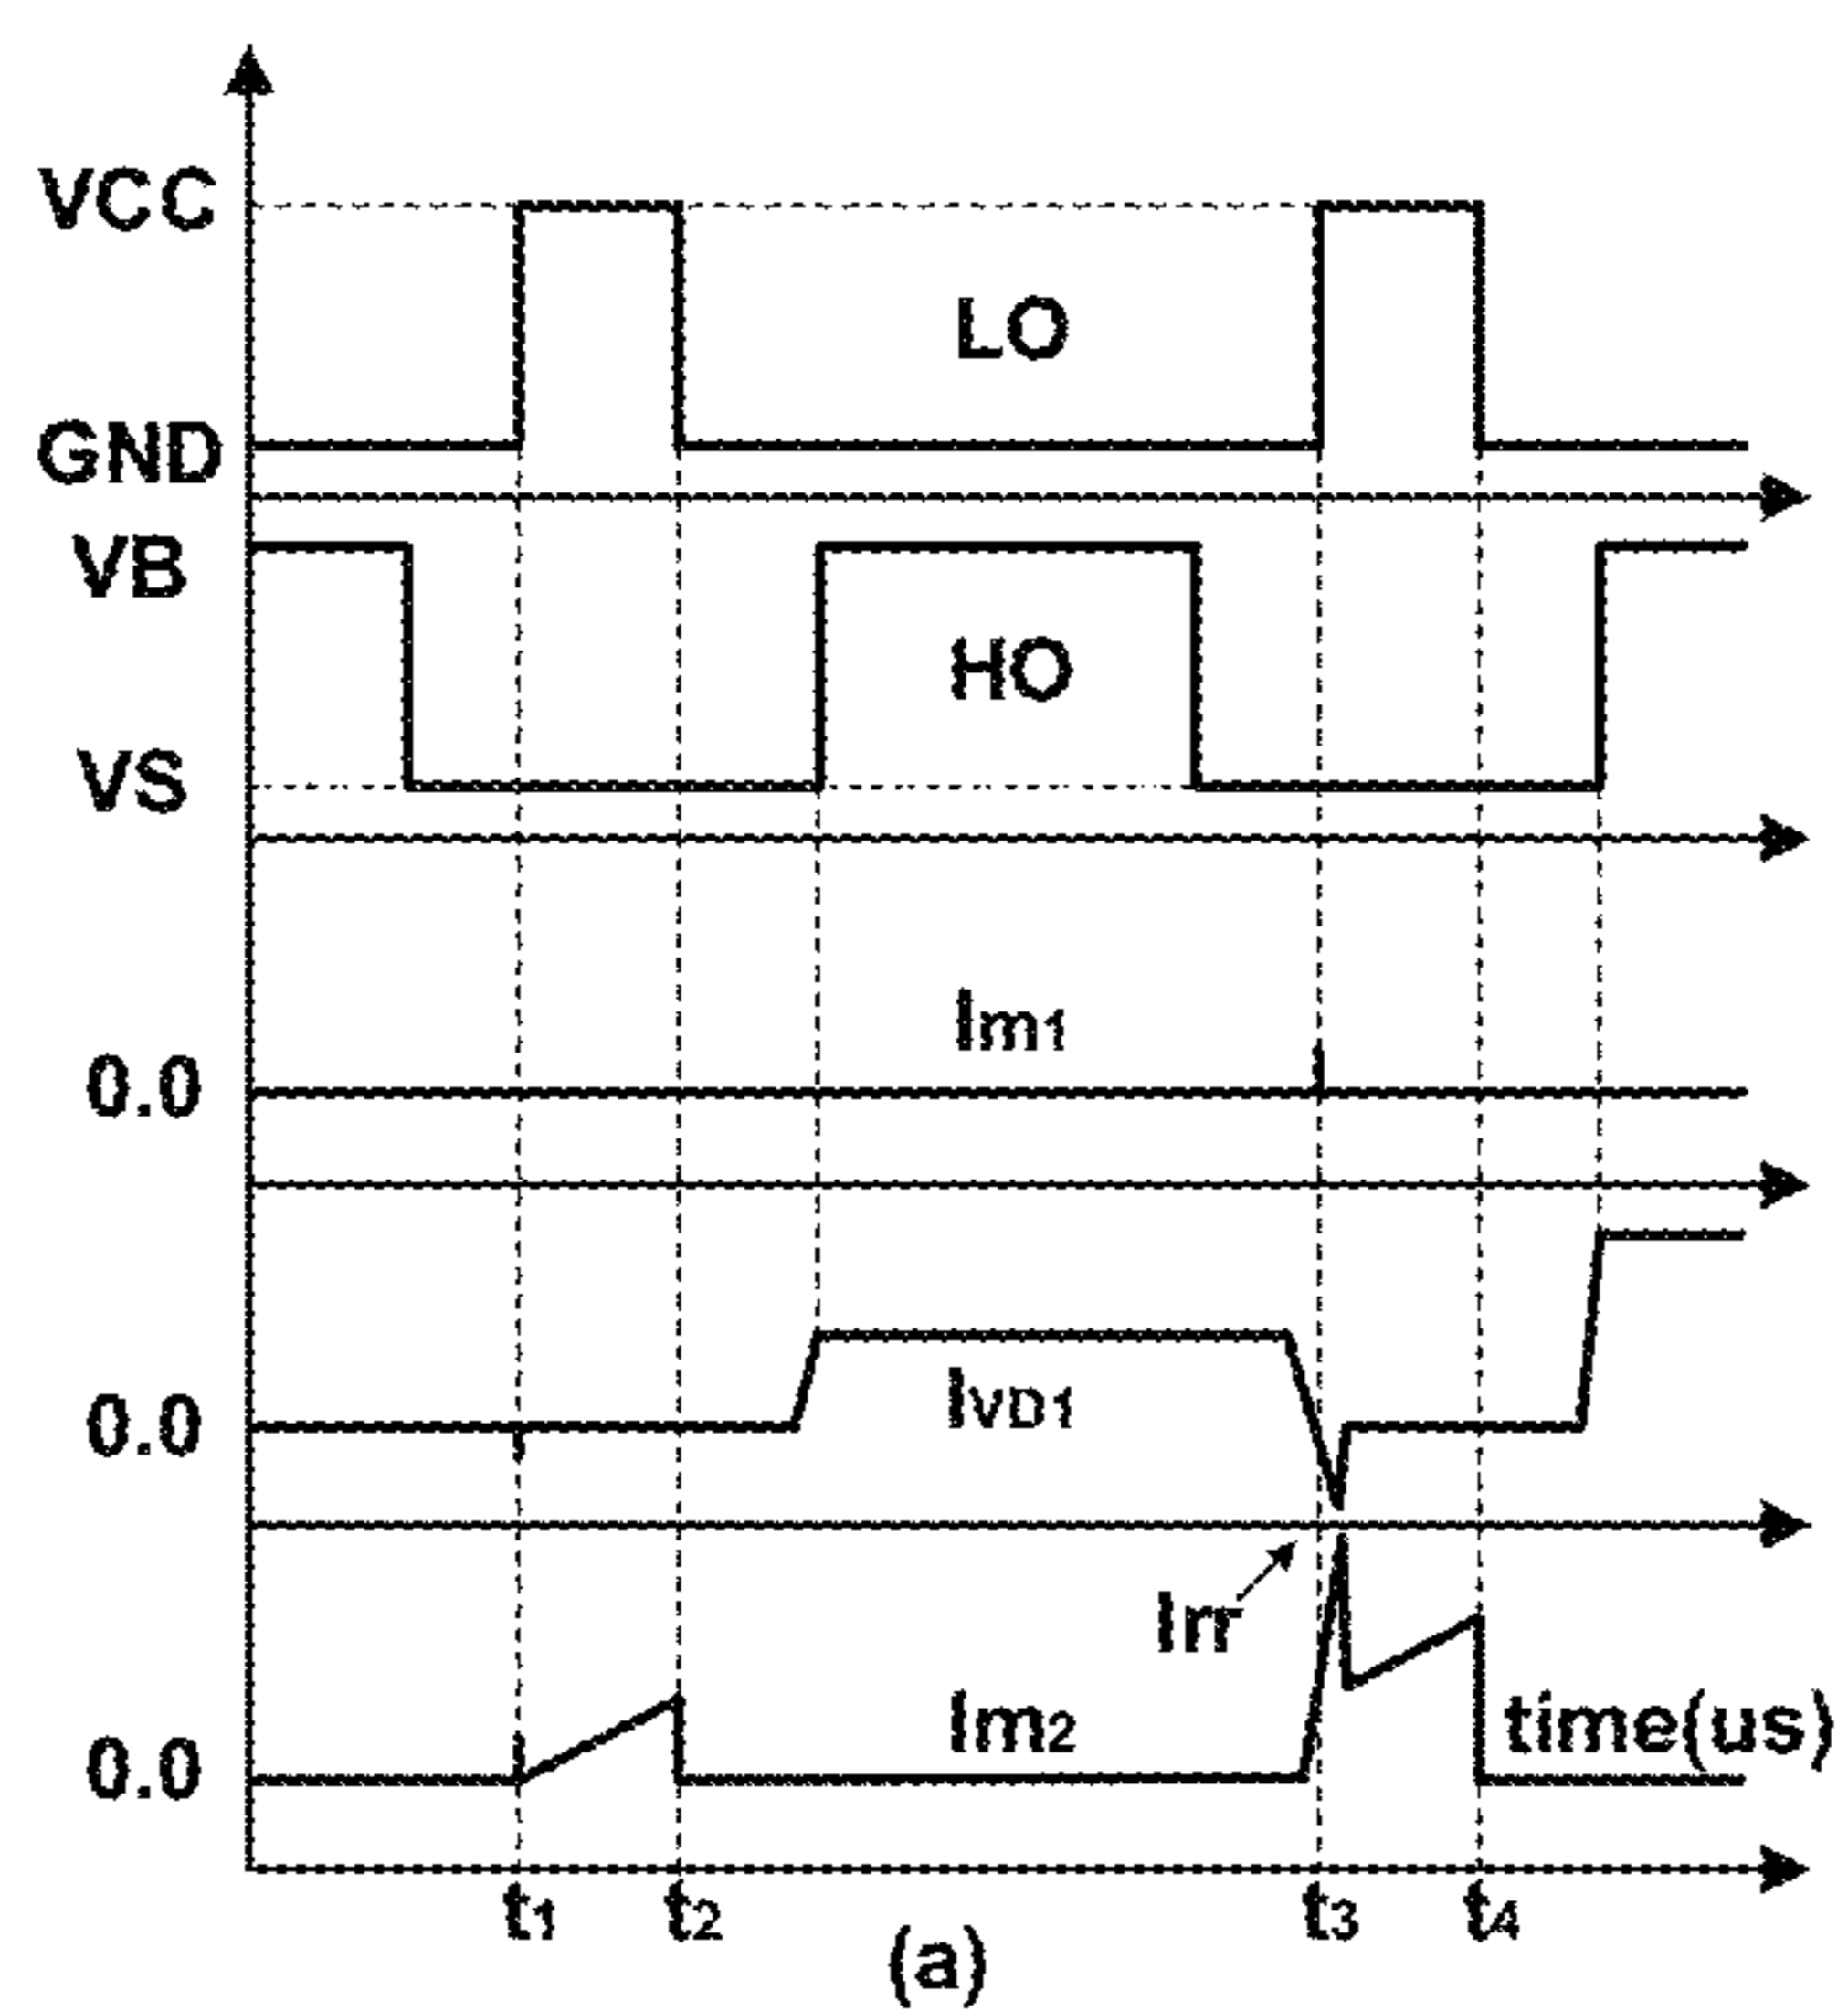 VCC
LO
GND
VB
HO
VS
Im1
0.0
IVD1
0.0
Irr
Im2
time(us)
0.0
t1 t2 t3 t4
(a)